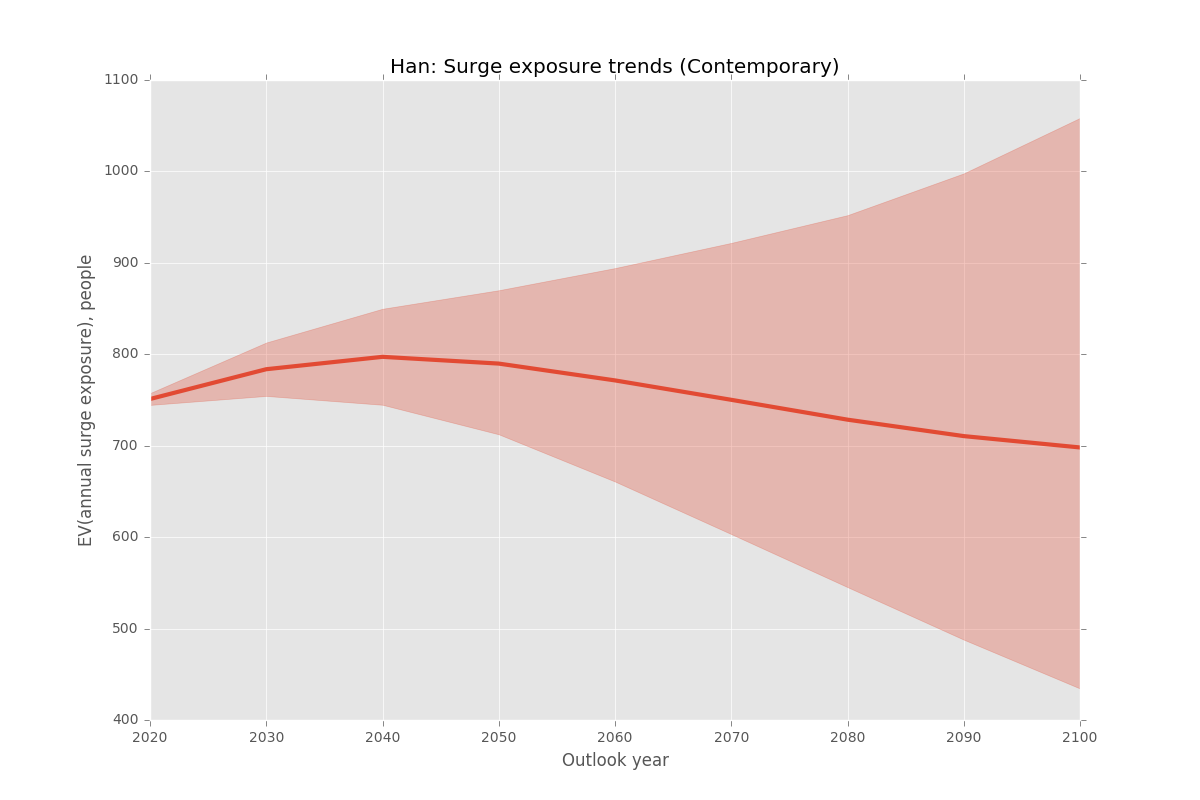 Han: Surge exposure trends (Contemporary)
1100
1000
900
800
700
600
500
400
EV(annual surge exposure), people
2020 2030 2040 2050 2060 2070 2080 2090 2100
Outlook year